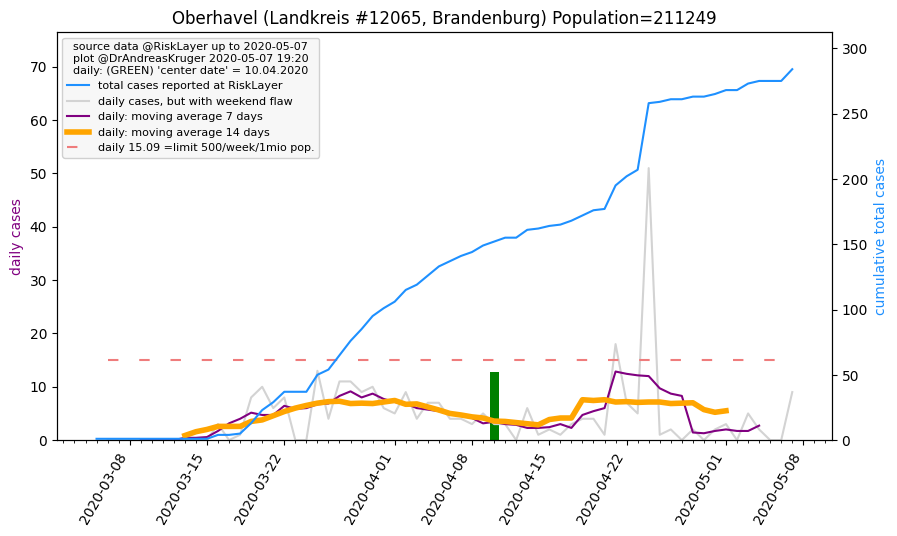 Oberhavel (Landkreis #12065, Brandenburg) Population=211249
source data @RiskLayer up to 2020-05-07
plot @DrAndreasKruger 2020-05-07 19:20
daily: (GREEN) 'center date' = 10.04.2020
total cases reported at RiskLayer
daily cases, but with weekend flaw
daily: moving average 7 days
daily: moving average 14 days
daily 15.09 =limit 500/week/1mio pop.
daily cases
70
60
50
40
30
20
10
0
cumulative total cases
300
250
200
150
100
50
0
2020-03-08
2020-03-15
2020-03-22
2020-04-01
2020-04-08
2020-04-15
2020-04-22
2020-05-01
2020-05-08